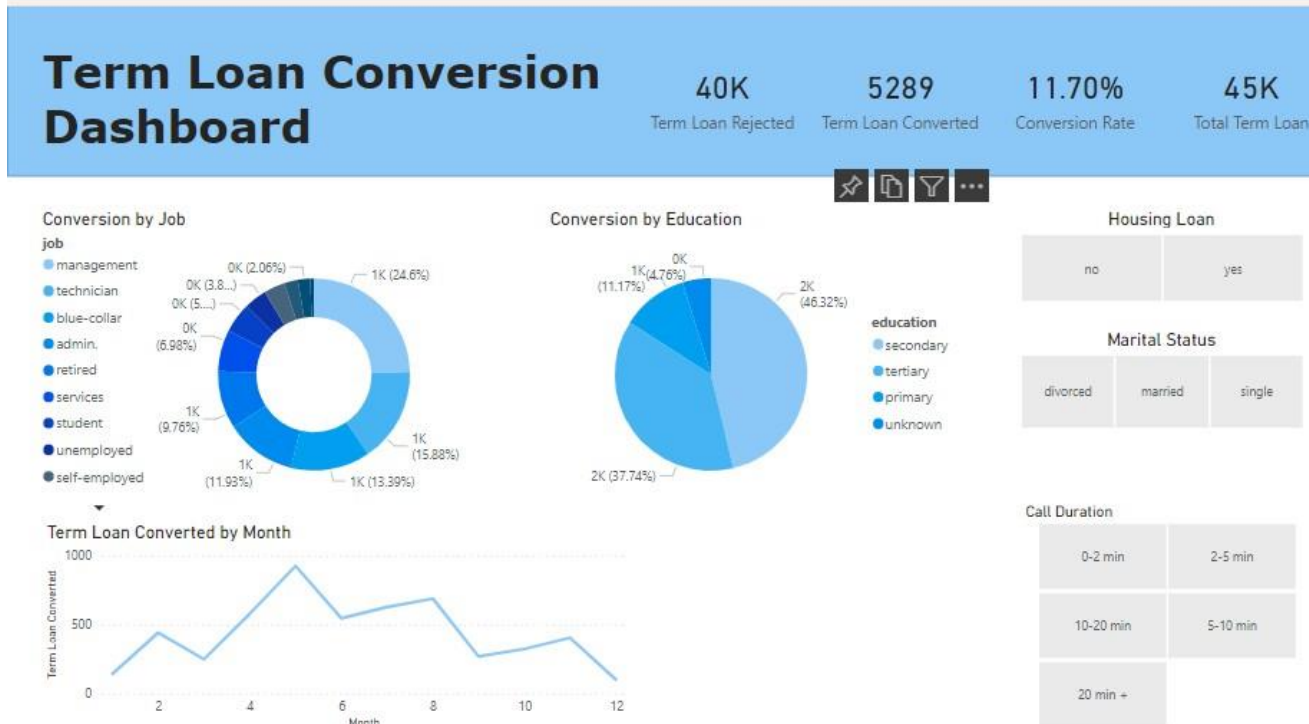 Term Loan Conversion
Dashboard
40K
Term Loan Rejected
5289
Term Loan Converted
11.70%
Conversion Rate
45K
Total Term Loan
Conversion by Job
job
management
technician
blue-collar
admin.
retired
services
student
unemployed
self-employed
0K (2.06%)
0K (3.8...)
0K (5....)
0K
(6.98%)
1K
(9.76%)
1K
(11.93%)
1K (13.39%)
1K
(15.88%)
1K (24.6%)
Conversion by Education
0K
(4.76%)
1K
(11.17%)
2K
(46.32%)
2K (37.74%)
education
secondary
tertiary
primary
unknown
Housing Loan
no
yes
Marital Status
divorced
married
single
Term Loan Converted by Month
Term Loan Converted
1000
500
0
2
4
6
8
10
12
Month
Call Duration
0-2 min
2-5 min
10-20 min
5-10 min
20 min +